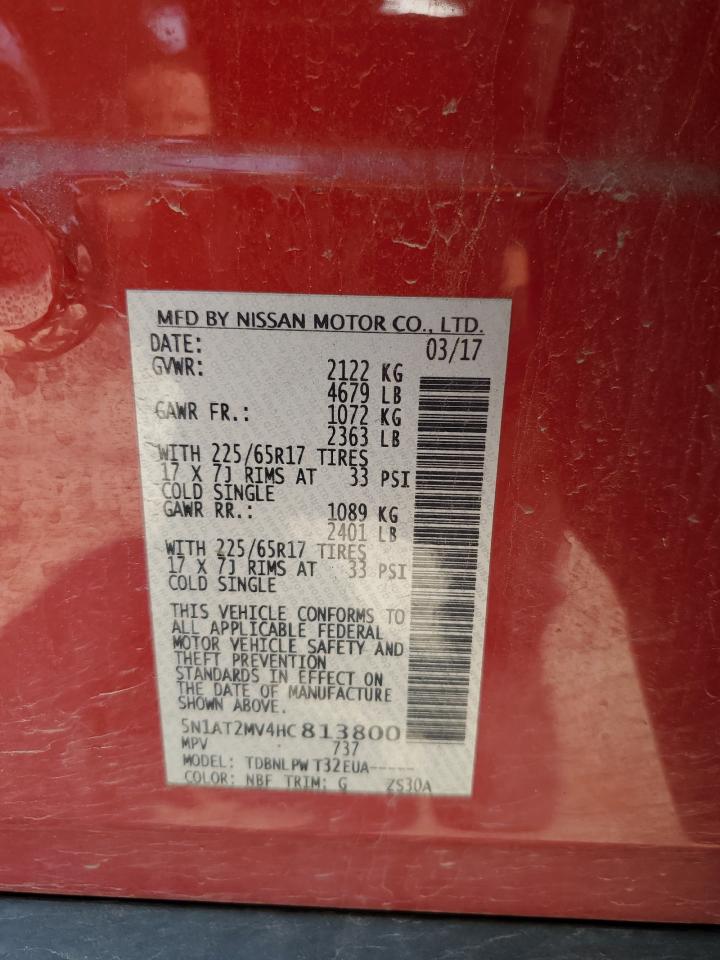 MFD BY NISSAN MOTOR CO., LTD.
DATE: 03/17
GVWR: 2122 KG
4679 LB
GAWR FR.: 1072 KG
2363 LB
WITH 225/65R17 TIRES
17 X 7J RIMS AT 33 PSI
COLD SINGLE
GAWR RR.: 1089 KG
2401 LB
WITH 225/65R17 TIRES
17 X 7J RIMS AT 33 PSI
COLD SINGLE
THIS VEHICLE CONFORMS TO
ALL APPLICABLE FEDERAL
MOTOR VEHICLE SAFETY AND
THEFT PREVENTION
STANDARDS IN EFFECT ON
THE DATE OF MANUFACTURE
SHOWN ABOVE.
5N1AT2MV4HC813800
MPV 737
MODEL: TDBNLPW T32EUA-----
COLOR: NBF TRIM: G ZS30A